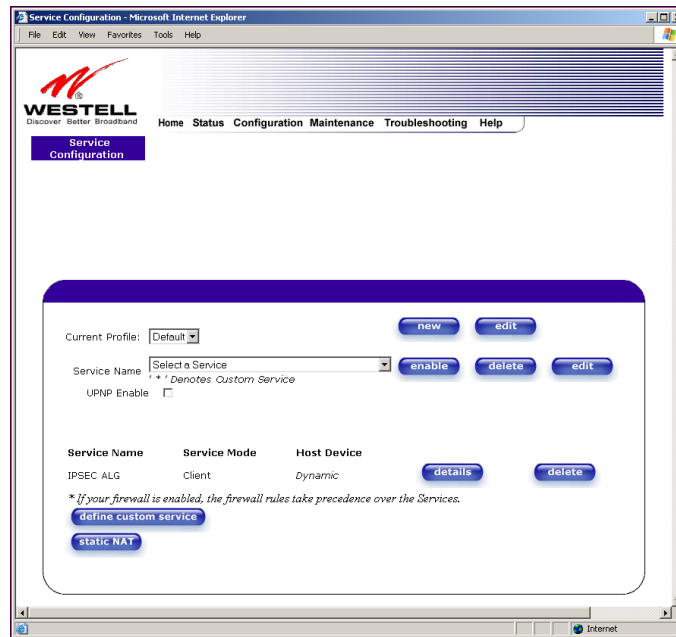 Service Configuration - Microsoft Internet Explorer
File Edit View Favorites Tools Help
WESTELL
®
Discover Better Broadband
Home Status Configuration Maintenance Troubleshooting Help
Service
Configuration
Current Profile: Default new edit
Service Name Select a Service enable delete edit
' * ' Denotes Custom Service
UPNP Enable
Service Name Service Mode Host Device
IPSEC ALG Client Dynamic details delete
* If your firewall is enabled, the firewall rules take precedence over the Services.
define custom service
static NAT
Internet